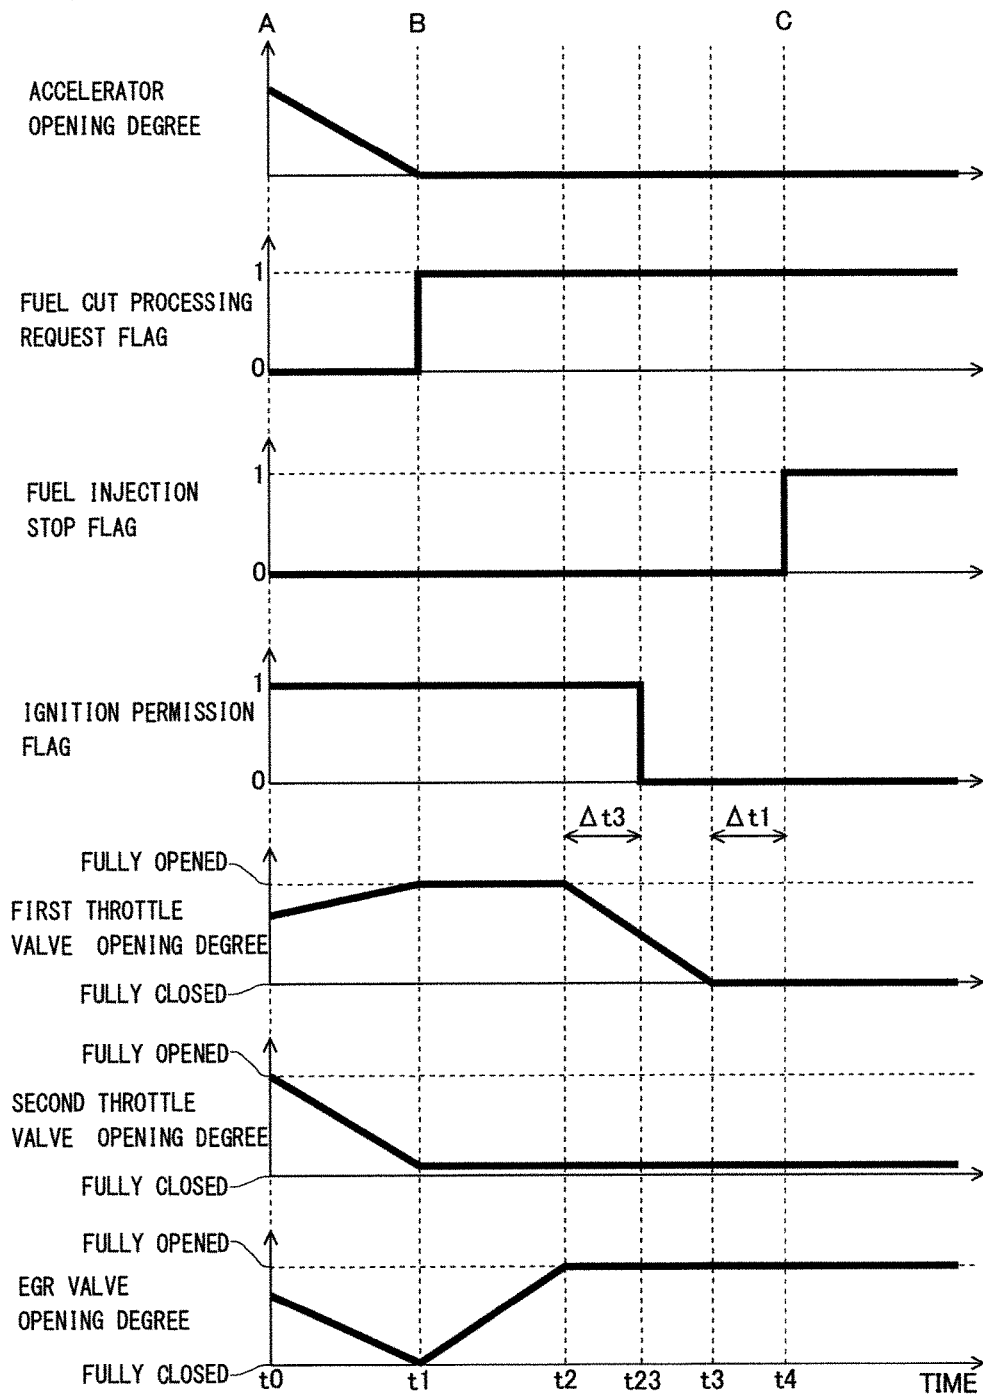 A B C
ACCELERATOR
OPENING DEGREE
1
FUEL CUT PROCESSING
REQUEST FLAG
0
1
FUEL INJECTION
STOP FLAG
0
1
IGNITION PERMISSION
FLAG
0
Δt3 Δt1
FULLY OPENED
FIRST THROTTLE
VALVE OPENING DEGREE
FULLY CLOSED
FULLY OPENED
SECOND THROTTLE
VALVE OPENING DEGREE
FULLY CLOSED
FULLY OPENED
EGR VALVE
OPENING DEGREE
FULLY CLOSED
t0 t1 t2 t23 t3 t4 TIME